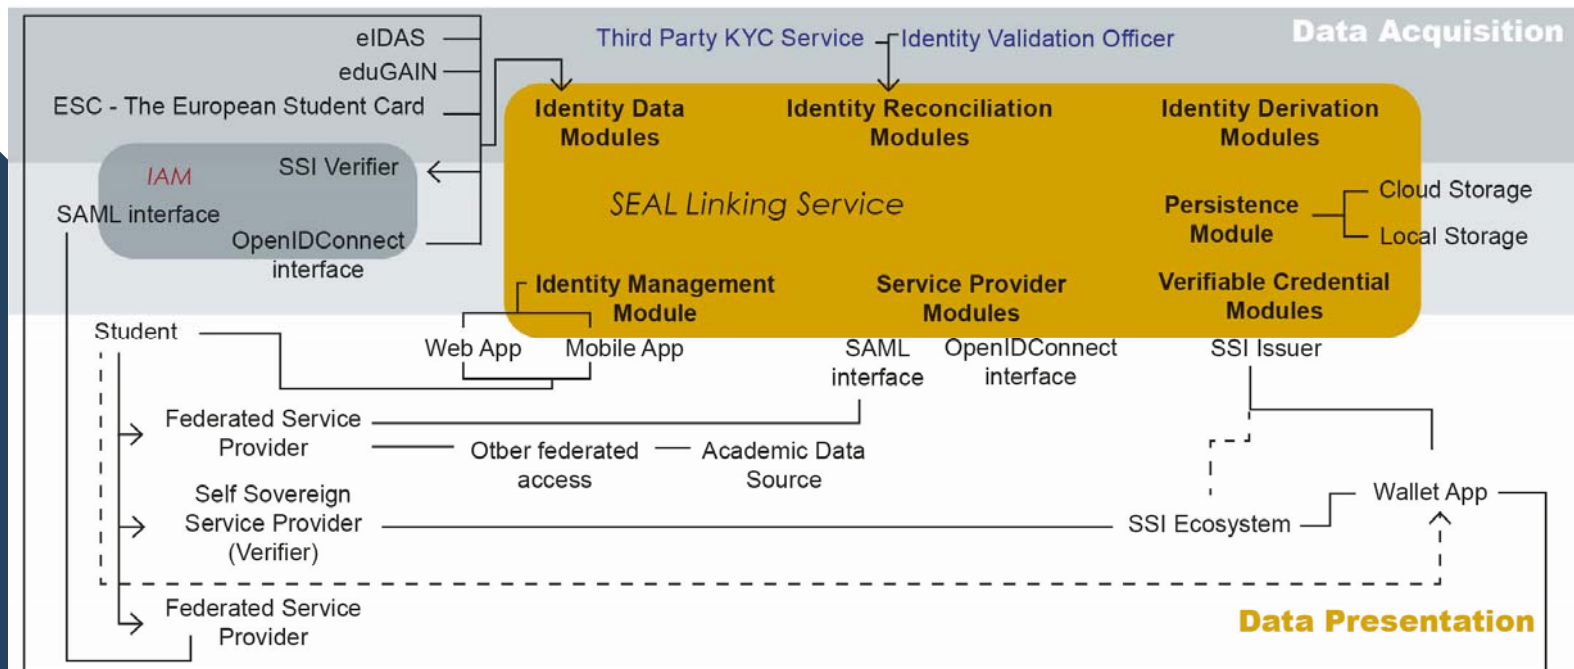 Data Acquisition
eIDAS
eduGAIN
ESC - The European Student Card
Third Party KYC Service
Identity Validation Officer
Identity Data
Modules
Identity Reconciliation
Modules
Identity Derivation
Modules
IAM
SSI Verifier
SAML interface
OpenIDConnect
interface
SEAL Linking Service
Persistence
Module
Cloud Storage
Local Storage
Identity Management
Module
Service Provider
Modules
Verifiable Credential
Modules
Student
Web App
Mobile App
SAML
interface
OpenIDConnect
interface
SSI Issuer
Federated Service
Provider
Otber federated
access
Academic Data
Source
Self Sovereign
Service Provider
(Verifier)
SSI Ecosystem
Wallet App
Federated Service
Provider
Data Presentation